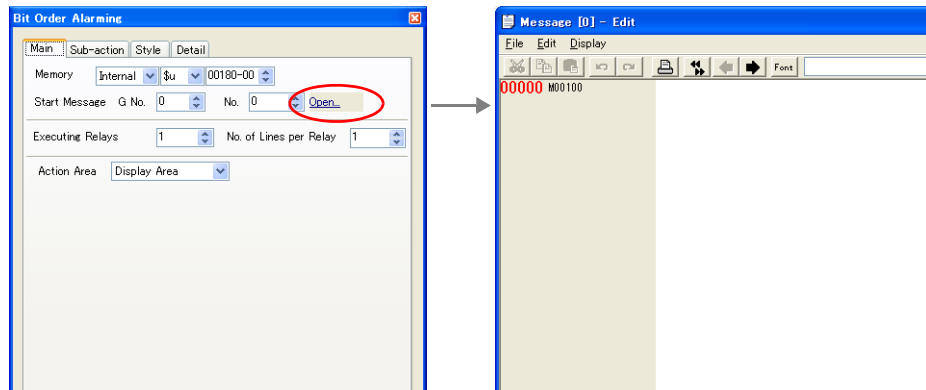 Bit Order Alarming
Main Sub-action Style Detail
Memory Internal $u 00180-00
Start Message G No. 0 No. 0 Open...
Executing Relays 1 No. of Lines per Relay 1
Action Area Display Area
Message [0] - Edit
File Edit Display
Font
00000 M00100